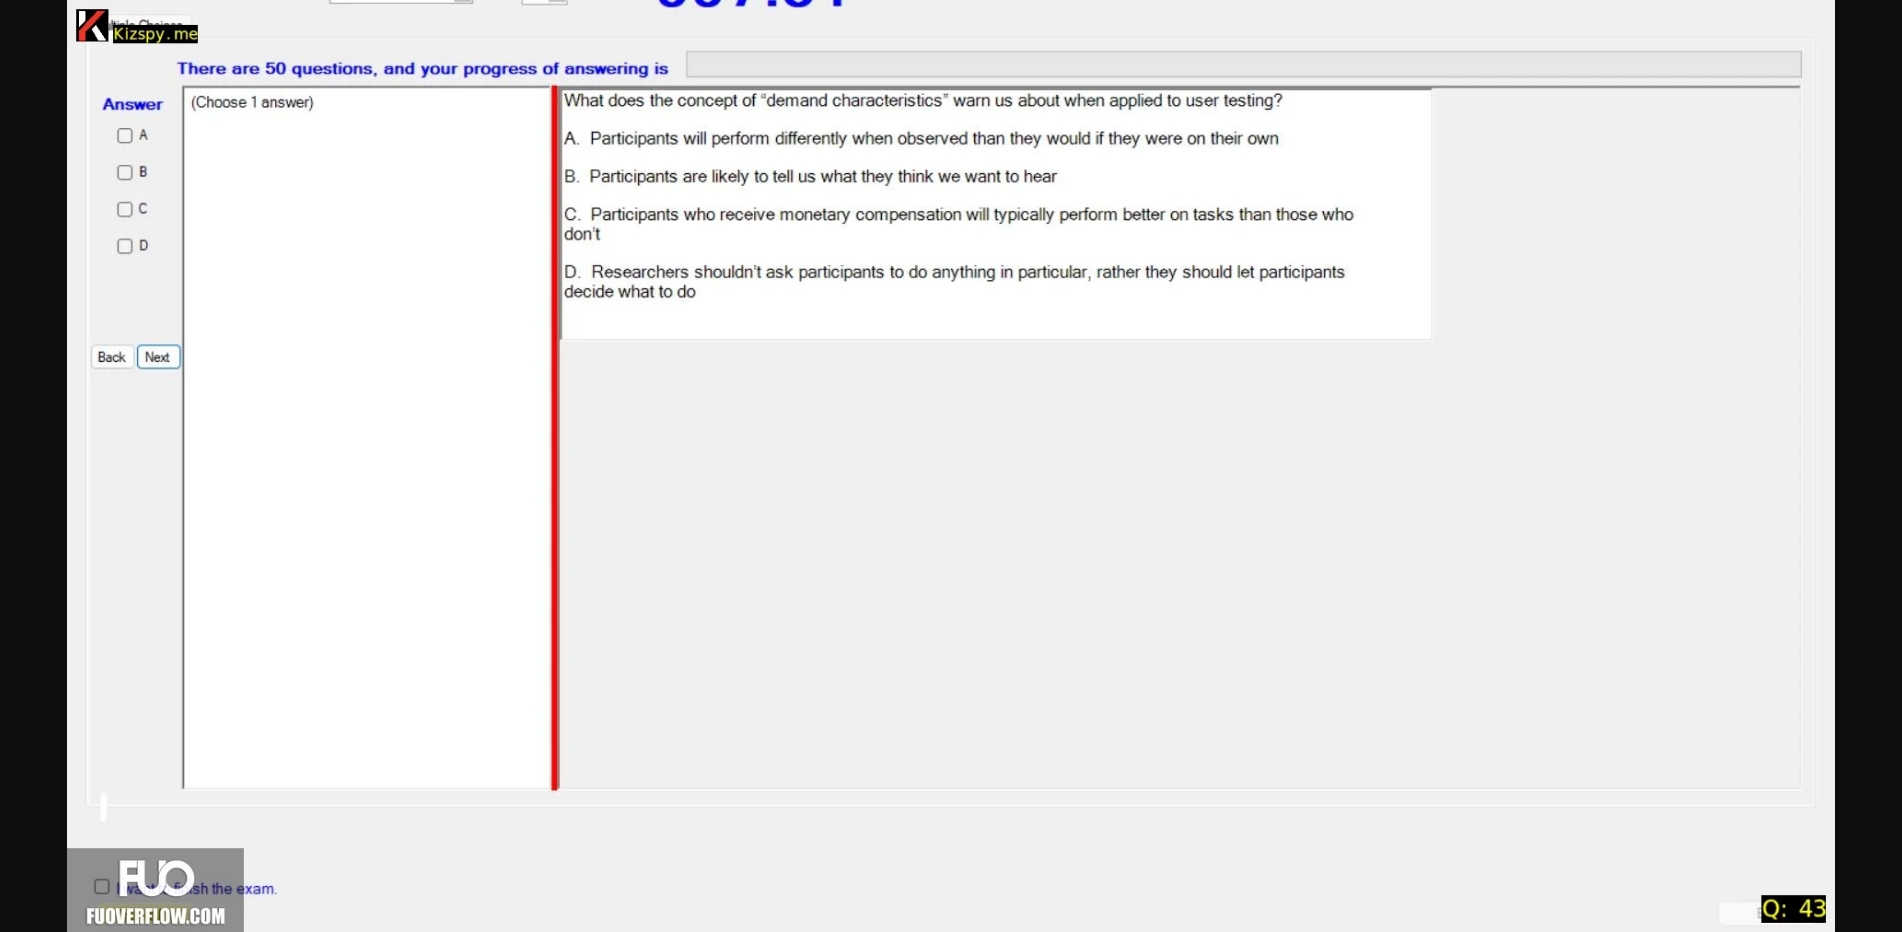 Kizspy.me
There are 50 questions, and your progress of answering is
Answer
(Choose 1 answer)
A
B
C
D
Back Next
What does the concept of “demand characteristics” warn us about when applied to user testing?
A. Participants will perform differently when observed than they would if they were on their own
B. Participants are likely to tell us what they think we want to hear
C. Participants who receive monetary compensation will typically perform better on tasks than those who
don’t
D. Researchers shouldn’t ask participants to do anything in particular, rather they should let participants
decide what to do
FUO
the exam.
FUOVERFLOW.COM
Q: 43